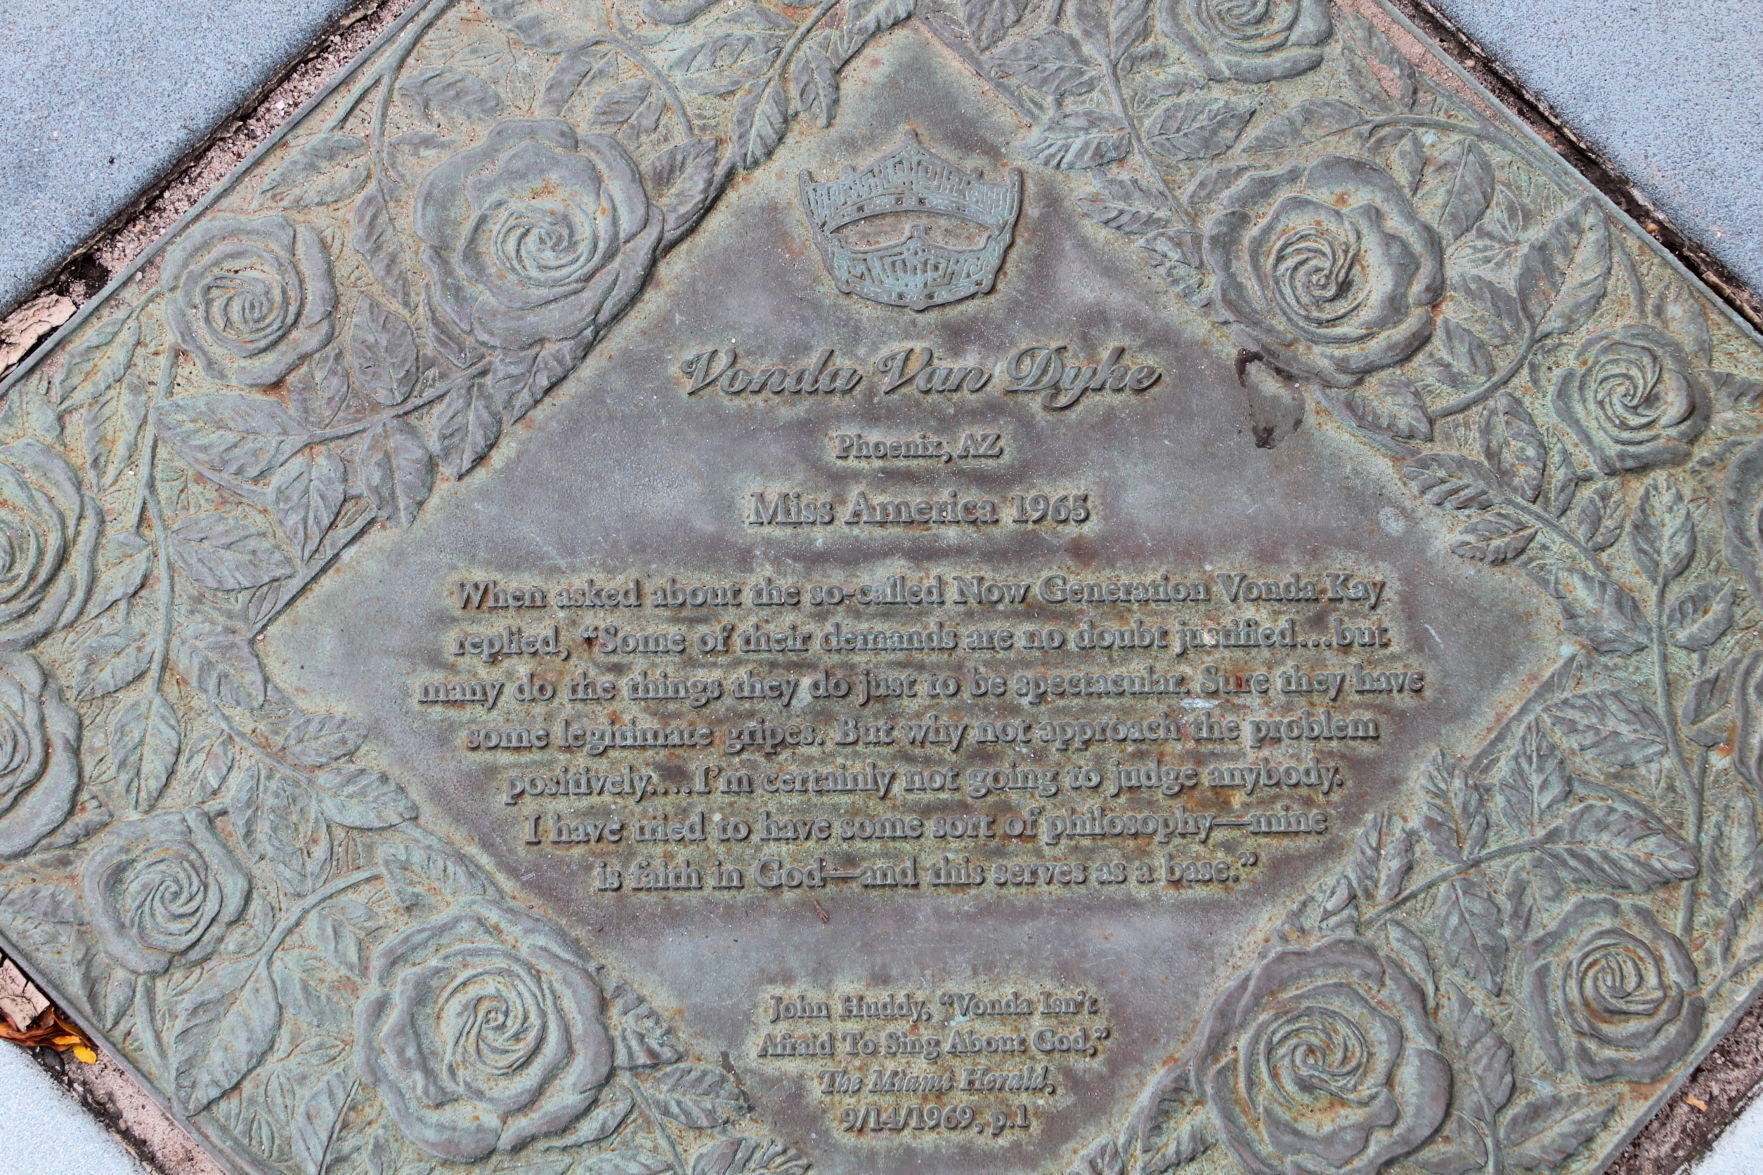 Vonda Van Dyke
Phoenix, AZ
Miss America 1965
When asked about the so-called Now Generation Vonda Kay
replied, “Some of their demands are no doubt justified...but
many do the things they do just to be spectacular. Sure they have
some legitimate gripes. But why not approach the problem
positively....I’m certainly not going to judge anybody.
I have tried to have some sort of philosophy—mine
is faith in God—and this serves as a base.”
John Huddy, “Vonda Isn’t
Afraid To Sing About God,”
The Miami Herald,
9/14/1969, p.1